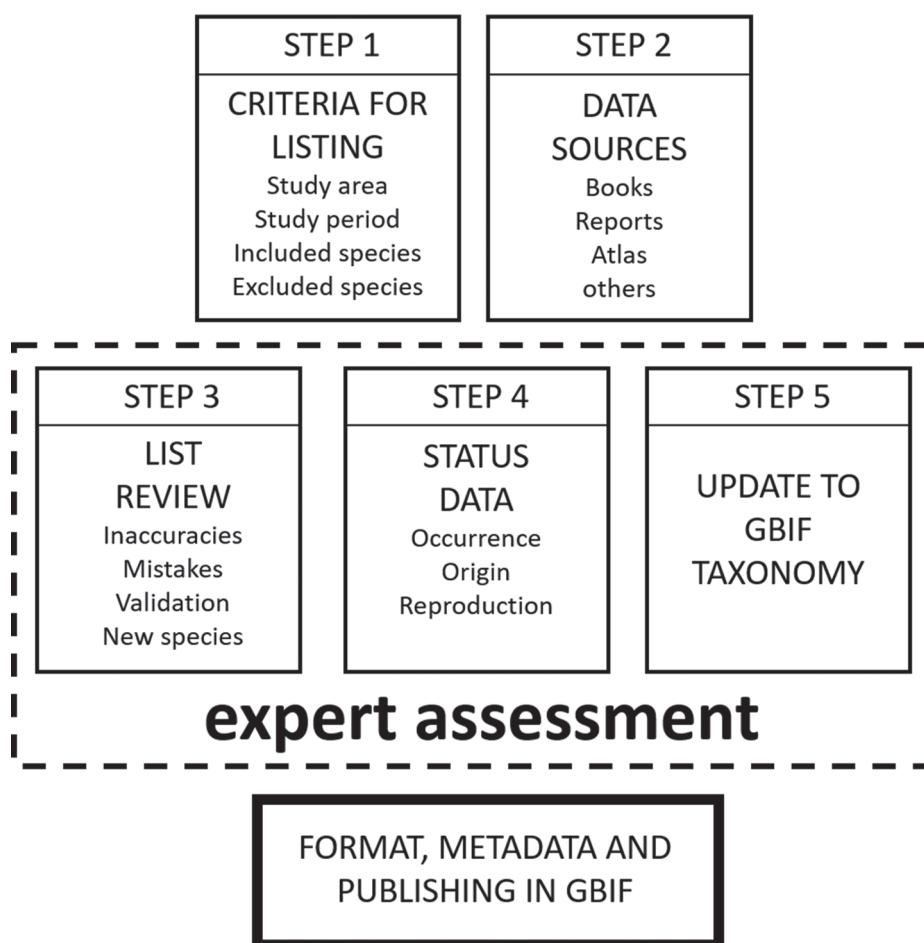 STEP 1
CRITERIA FOR
LISTING
Study area
Study period
Included species
Excluded species
STEP 2
DATA
SOURCES
Books
Reports
Atlas
others
STEP 3
LIST
REVIEW
Inaccuracies
Mistakes
Validation
New species
STEP 4
STATUS
DATA
Occurrence
Origin
Reproduction
STEP 5
UPDATE TO
GBIF
TAXONOMY
expert assessment
FORMAT, METADATA AND
PUBLISHING IN GBIF